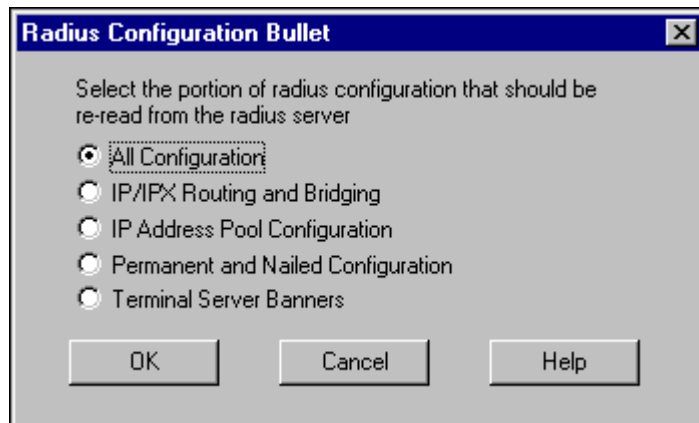 Radius Configuration Bullet
Select the portion of radius configuration that should be
re-read from the radius server
All Configuration
IP/IPX Routing and Bridging
IP Address Pool Configuration
Permanent and Nailed Configuration
Terminal Server Banners
OK Cancel Help